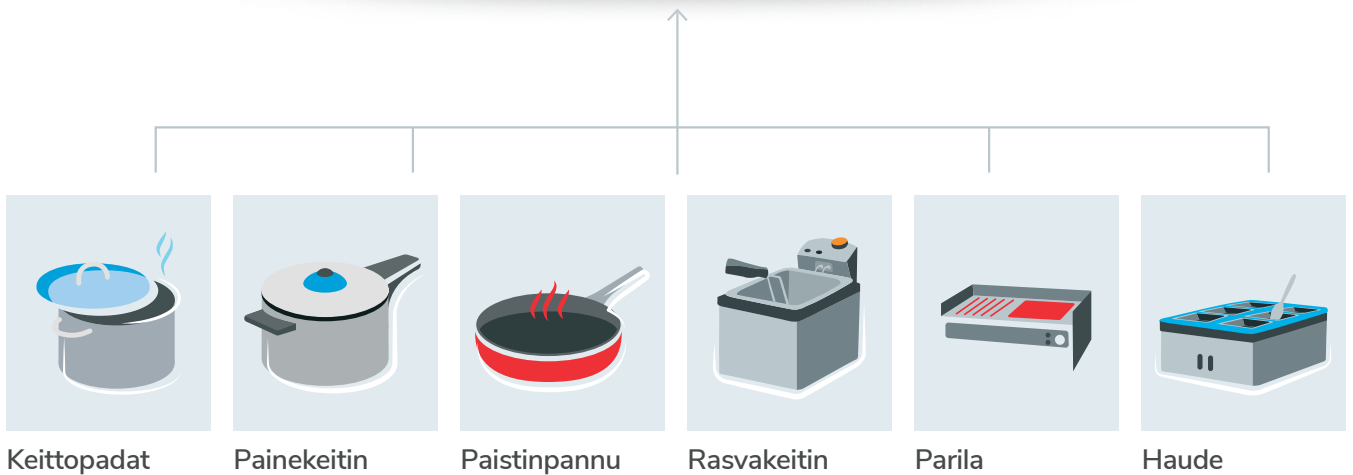 Keittopadat
Painekeitin
Paistinpannu
Rasvakeitin
Parila
Haude